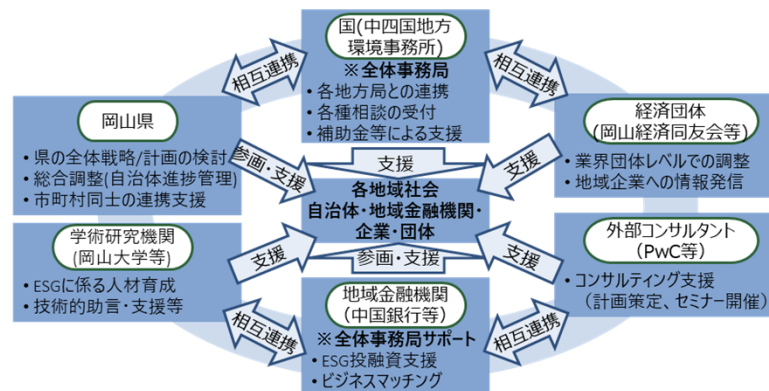 国(中四国地方
環境事務所)
※全体事務局
・各地方局との連携
・各種相談の受付
・補助金等による支援
相互連携
相互連携
岡山県
・県の全体戦略/計画の検討
・総合調整(自治体進捗管理)
・市町村同士の連携支援
経済団体
(岡山経済同友会等)
・業界団体レベルでの調整
・地域企業への情報発信
参画・支援
支援
支援
各地域社会
自治体・地域金融機関・
企業・団体
学術研究機関
(岡山大学等)
・ESGに係る人材育成
・技術的助言・支援等
外部コンサルタント
(PwC等)
・コンサルティング支援
(計画策定、セミナー開催)
支援
参画・支援
支援
地域金融機関
(中国銀行等)
※全体事務局サポート
・ESG投融資支援
・ビジネスマッチング
相互連携
相互連携